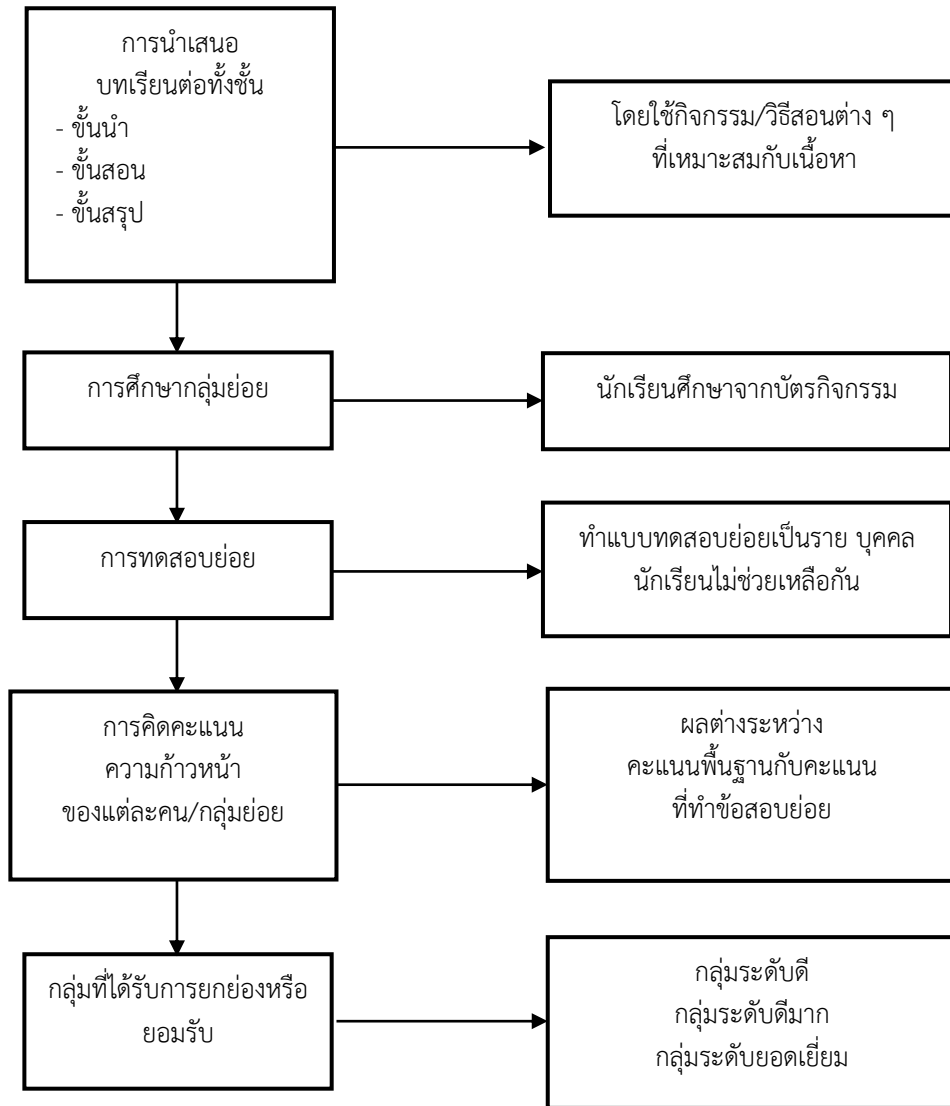 การนำเสนอ
บทเรียนต่อทั้งชั้น
- ขั้นนำ
- ขั้นสอน
- ขั้นสรุป
โดยใช้กิจกรรม/วิธีสอนต่าง ๆ
ที่เหมาะสมกับเนื้อหา
การศึกษากลุ่มย่อย
นักเรียนศึกษาจากบัตรกิจกรรม
การทดสอบย่อย
ทำแบบทดสอบย่อยเป็นราย บุคคล
นักเรียนไม่ช่วยเหลือกัน
การคิดคะแนน
ความก้าวหน้า
ของแต่ละคน/กลุ่มย่อย
ผลต่างระหว่าง
คะแนนพื้นฐานกับคะแนน
ที่ทำข้อสอบย่อย
กลุ่มที่ได้รับการยกย่องหรือ
ยอมรับ
กลุ่มระดับดี
กลุ่มระดับดีมาก
กลุ่มระดับยอดเยี่ยม